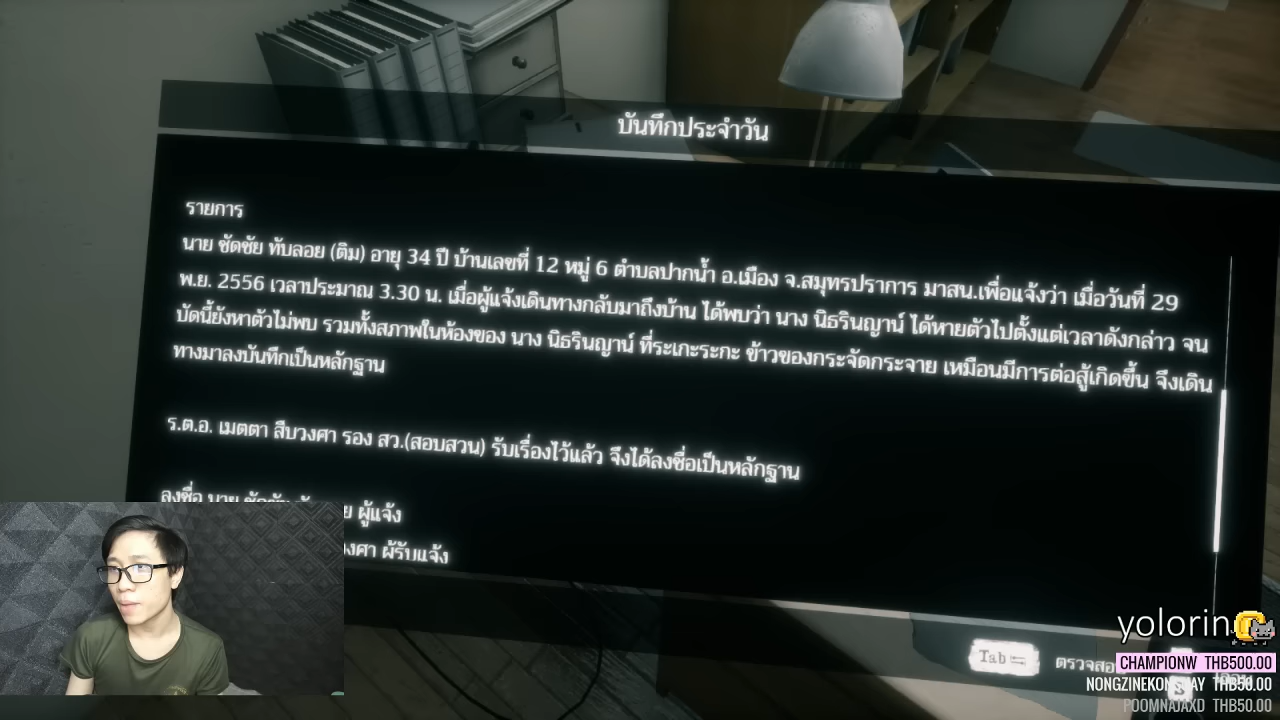 บันทึกประจำวัน
รายการ
นาย ชัดชัย ทับลอย (ติม) อายุ 34 ปี บ้านเลขที่ 12 หมู่ 6 ตำบลปากน้ำ อ.เมือง จ.สมุทรปราการ มาสน.เพื่อแจ้งว่า เมื่อวันที่ 29
พ.ย. 2556 เวลาประมาณ 3.30 น. เมื่อผู้แจ้งเดินทางกลับมาถึงบ้าน ได้พบว่า นาง นิธรินญาน์ ได้หายตัวไปตั้งแต่เวลาดังกล่าว จน
บัดนี้ยังหาตัวไม่พบ รวมทั้งสภาพในห้องของ นาง นิธรินญาน์ ที่ระเกะระกะ ข้าวของกระจัดกระจาย เหมือนมีการต่อสู้เกิดขึ้น จึงเดิน
ทางมาลงบันทึกเป็นหลักฐาน
ร.ต.อ. เมตตา สืบวงศา รอง สว.(สอบสวน) รับเรื่องไว้แล้ว จึงได้ลงชื่อเป็นหลักฐาน
ลงชื่อ นาย ผู้แจ้ง
ผู้รับแจ้ง
Tab
yolorin
CHAMPIONW THB500.00
THB50.00
POOMNAJAXD THB50.00